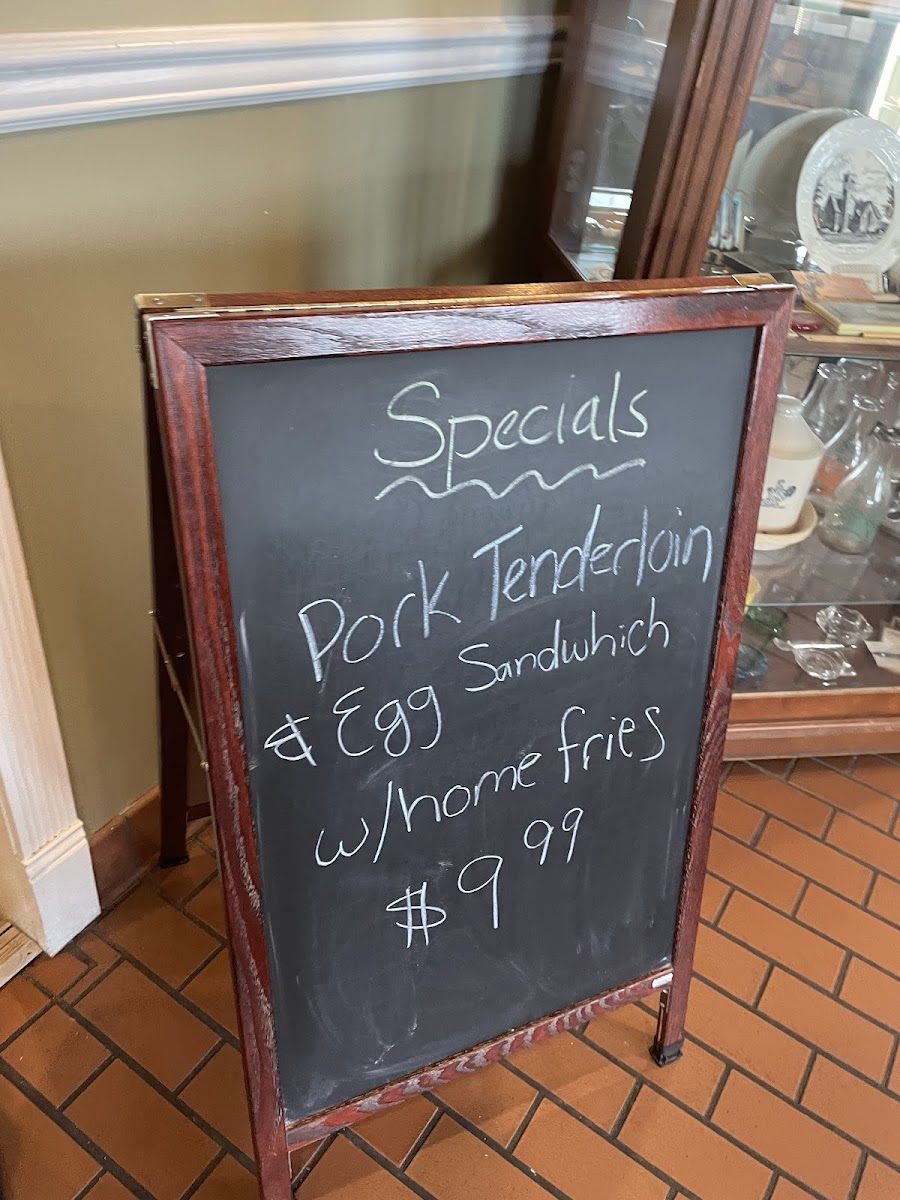 Specials
Pork Tenderloin
& Egg Sandwhich
w/home fries
$9.99